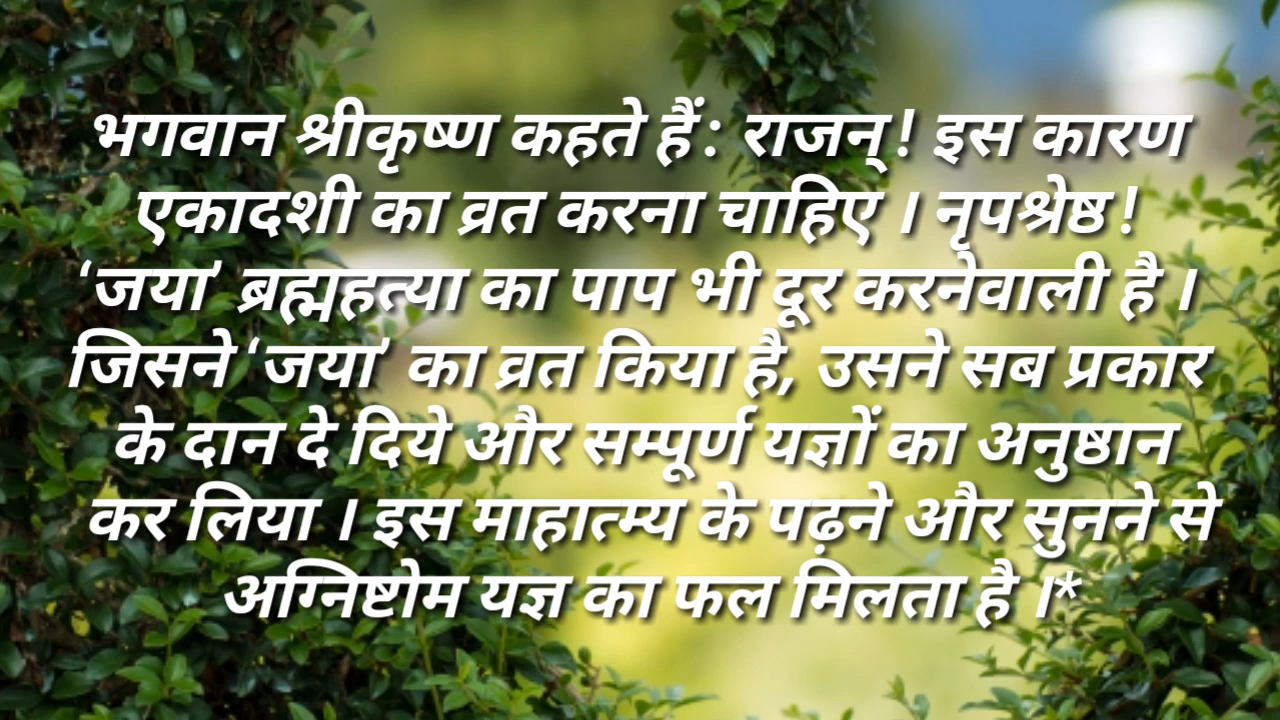 भगवान श्रीकृष्ण कहते हैं : राजन् ! इस कारण
एकादशी का व्रत करना चाहिए । नृपश्रेष्ठ !
‘जया’ ब्रह्महत्या का पाप भी दूर करनेवाली है ।
जिसने ‘जया’ का व्रत किया है, उसने सब प्रकार
के दान दे दिये और सम्पूर्ण यज्ञों का अनुष्ठान
कर लिया । इस माहात्म्य के पढ़ने और सुनने से
अग्निष्टोम यज्ञ का फल मिलता है ।*